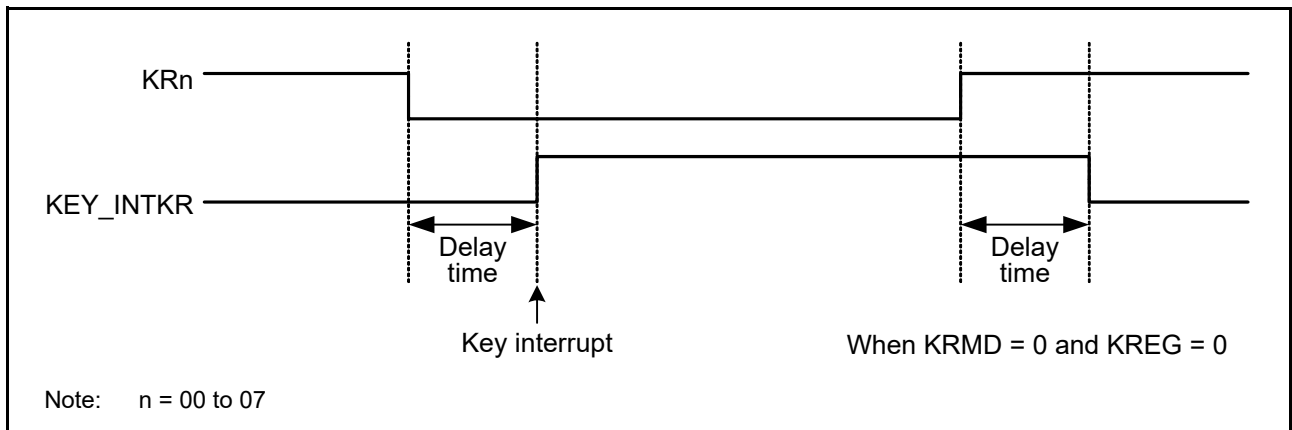 KRn
KEY_INTKR
Delay
time
Delay
time
Key interrupt
When KRMD = 0 and KREG = 0
Note: n = 00 to 07